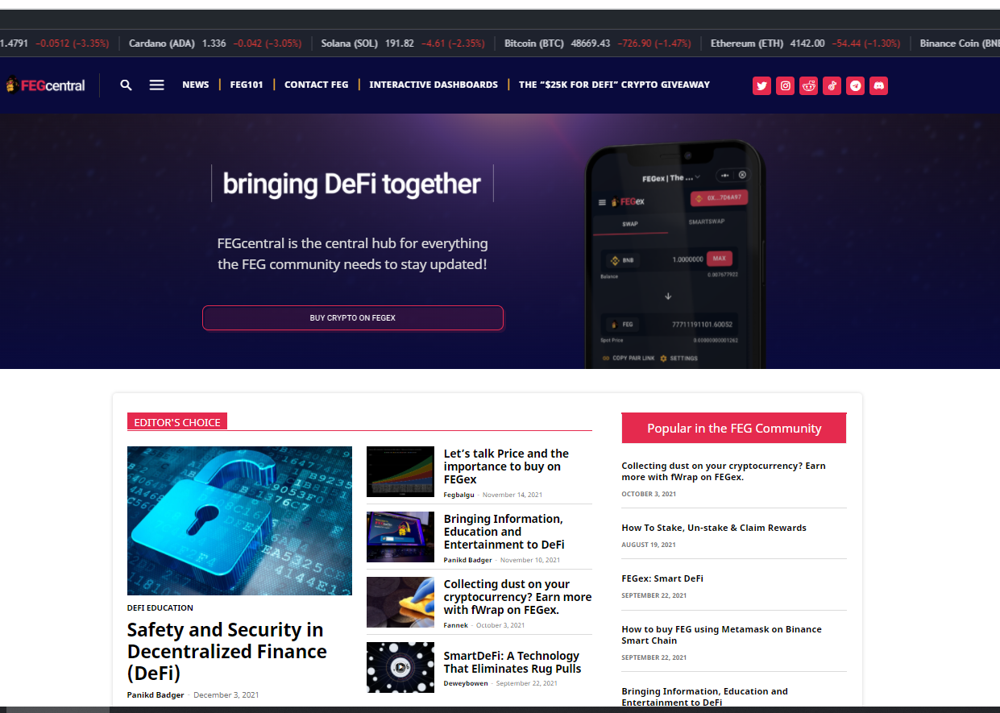 1.4791 −0.0512 (−3.35%) Cardano (ADA) 1.336 −0.042 (−3.05%) Solana (SOL) 191.82 −4.61 (−2.35%) Bitcoin (BTC) 48669.43 −726.90 (−1.47%) Ethereum (ETH) 4142.00 −54.44 (−1.30%) Binance Coin (BNB
FEGcentral
NEWS | FEG101 | CONTACT FEG | INTERACTIVE DASHBOARDS | THE “$25K FOR DEFI” CRYPTO GIVEAWAY
bringing DeFi together
FEGcentral is the central hub for everything
the FEG community needs to stay updated!
BUY CRYPTO ON FEGEX
FEGex | The ...
FEGex
0X...7D6A97
SWAP
SMARTSWAP
BNB
1.0000000
MAX
Balance
0.007677922
FEG
77711191101.60052
Spot Price
0.00000000001262
COPY PAIR LINK
SETTINGS
EDITOR'S CHOICE
DEFI EDUCATION
Safety and Security in
Decentralized Finance
(DeFi)
Panikd Badger - December 3, 2021
Let’s talk Price and the
importance to buy on
FEGex
Fegbalgu - November 14, 2021
Bringing Information,
Education and
Entertainment to DeFi
Panikd Badger - November 10, 2021
Collecting dust on your
cryptocurrency? Earn more
with fWrap on FEGex.
Fannek - October 3, 2021
SmartDeFi: A Technology
That Eliminates Rug Pulls
Deweybowen - September 22, 2021
Popular in the FEG Community
Collecting dust on your cryptocurrency? Earn
more with fWrap on FEGex.
OCTOBER 3, 2021
How To Stake, Un-stake & Claim Rewards
AUGUST 19, 2021
FEGex: Smart DeFi
SEPTEMBER 22, 2021
How to buy FEG using Metamask on Binance
Smart Chain
SEPTEMBER 22, 2021
Bringing Information, Education and
Entertainment to DeFi